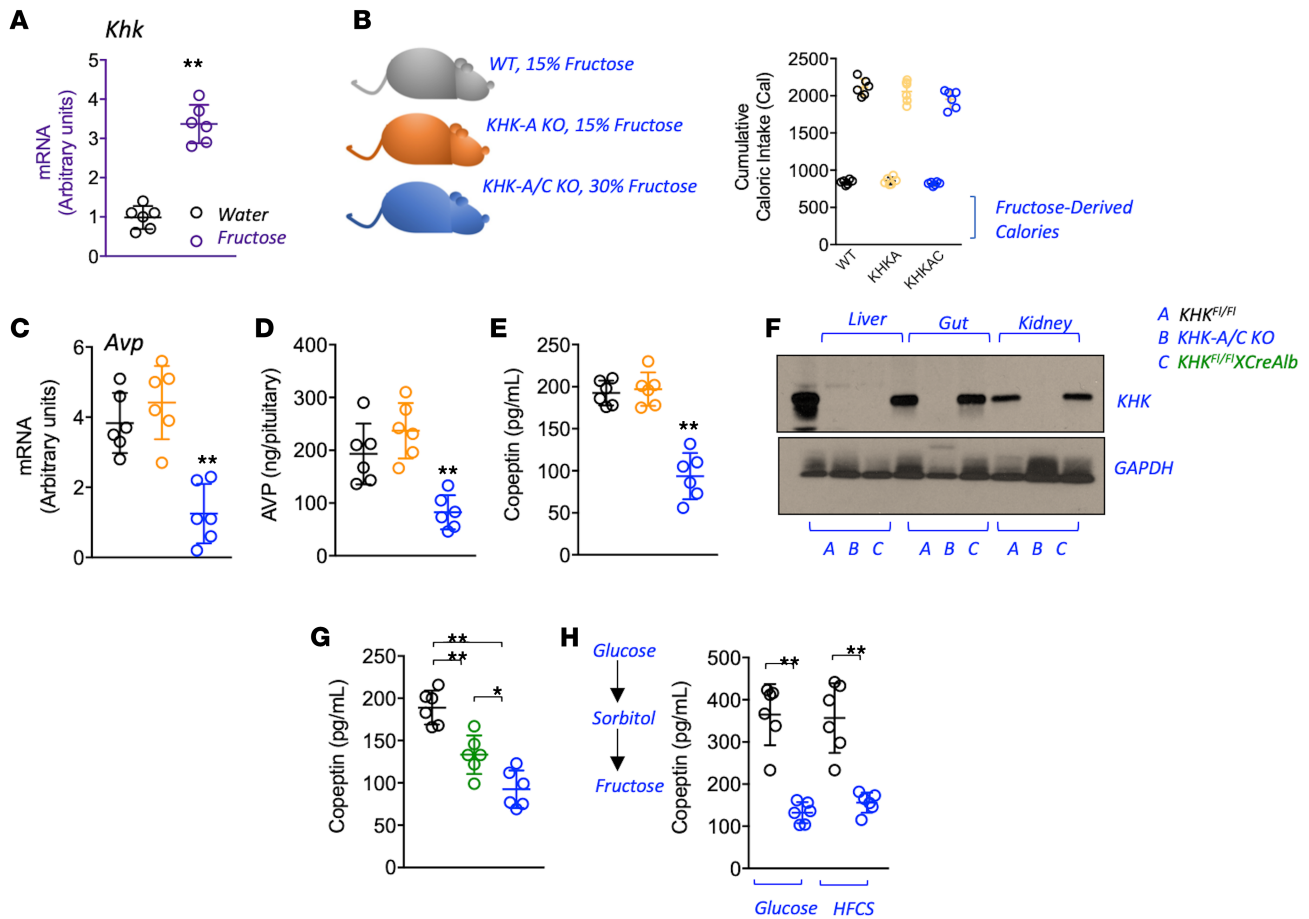 A
Khk
mRNA
(Arbitrary units)
5
4
3
2
1
0
**
Water
Fructose
B
WT, 15% Fructose
KHK-A KO, 15% Fructose
KHK-A/C KO, 30% Fructose
Cumulative
Caloric Intake (Cal)
2500
2000
1500
1000
500
0
WT
KHKA
KHKAC
Fructose-Derived
Calories
C
Avp
mRNA
(Arbitrary units)
6
4
2
0
**
D
AVP (ng/pituitary)
400
300
200
100
0
**
E
Copeptin (pg/mL)
250
200
150
100
50
0
**
F
Liver Gut Kidney
KHK
GAPDH
A B C A B C A B C
A KHKFl/Fl
B KHK-A/C KO
C KHKFl/FlXCreAlb
G
Copeptin (pg/mL)
250
200
150
100
50
0
**
**
*
H
Glucose
Sorbitol
Fructose
Copeptin (pg/mL)
500
400
300
200
100
0
** **
Glucose HFCS